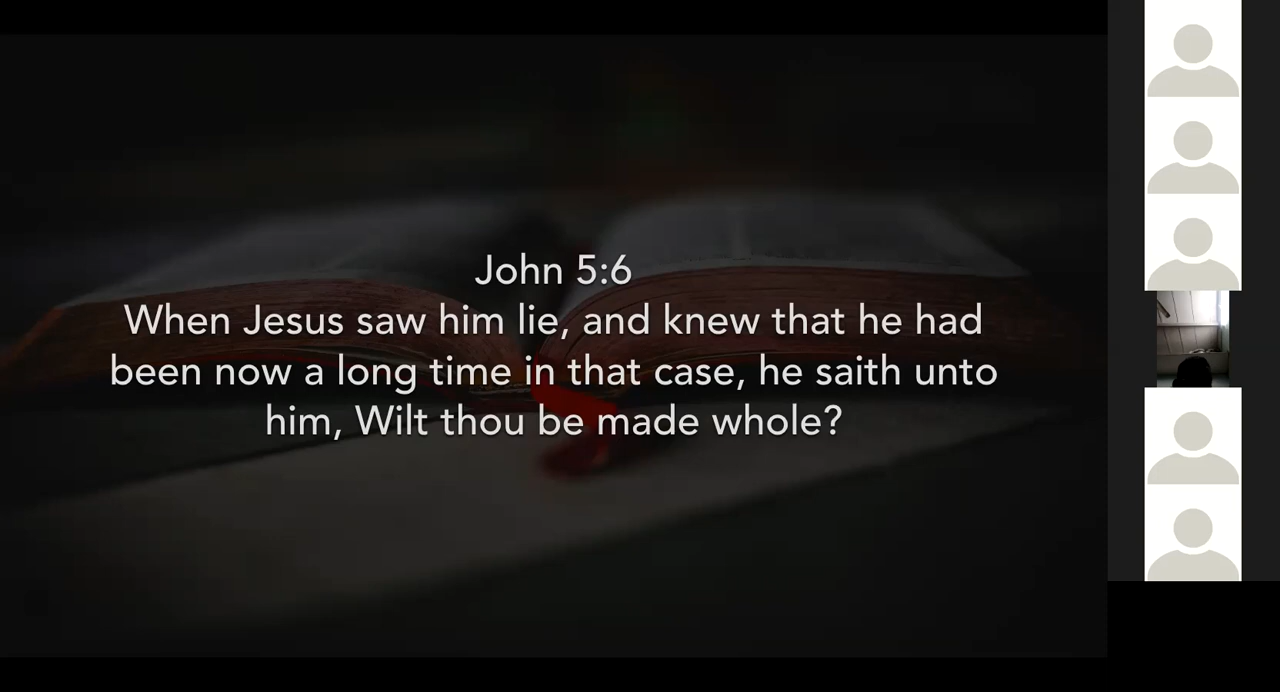 John 5:6
When Jesus saw him lie, and knew that he had
been now a long time in that case, he saith unto
him, Wilt thou be made whole?